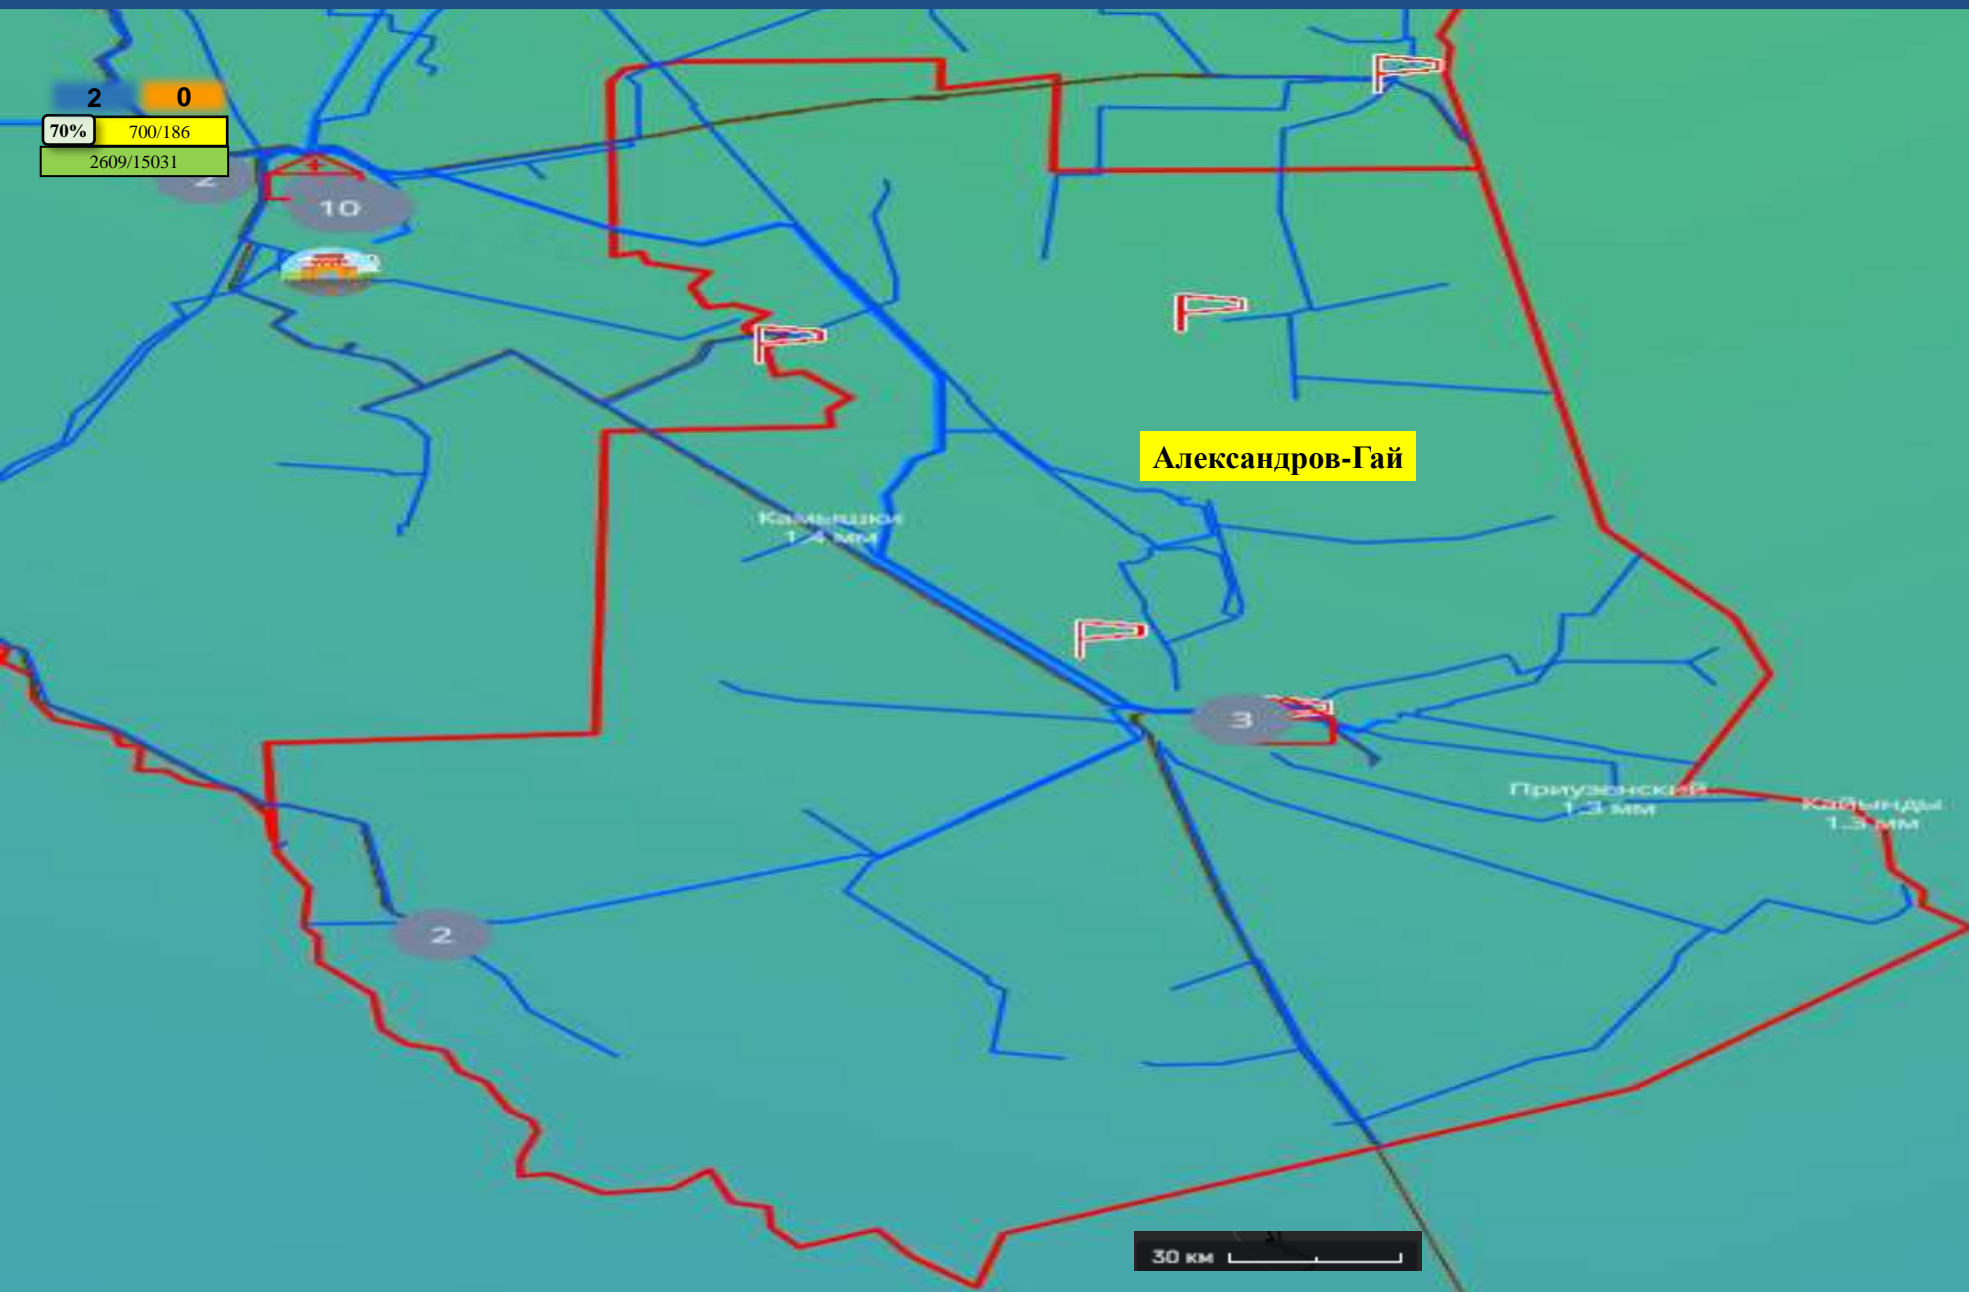 2 0
70% 700/186
2609/15031
2
10
Александров-Гай
Камышки
1.4 мм
3
Приузенский
1.3 мм
Кайынды
1.3 мм
2
30 км